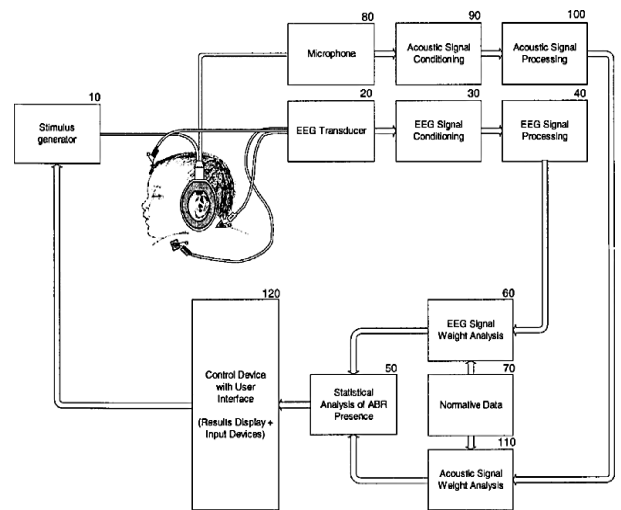 80
90
100
Microphone
Acoustic Signal
Conditioning
Acoustic Signal
Processing
10
20
30
40
Stimulus
generator
EEG Transducer
EEG Signal
Conditioning
EEG Signal
Processing
120
60
EEG Signal
Weight Analysis
50
70
Control Device
with User
Interface
(Results Display +
Input Devices)
Statistical
Analysis of ABR
Presence
Normative Data
110
Acoustic Signal
Weight Analysis